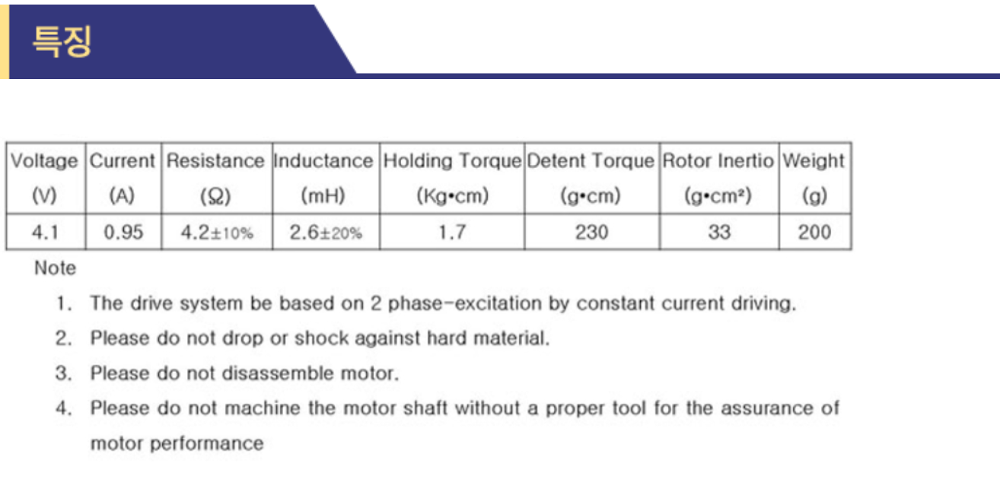 특징
Voltage Current Resistance Inductance Holding Torque Detent Torque Rotor Inertio Weight
(V) (A) (Ω) (mH) (Kg•cm) (g•cm) (g•cm²) (g)
4.1 0.95 4.2±10% 2.6±20% 1.7 230 33 200
Note
1. The drive system be based on 2 phase-excitation by constant current driving.
2. Please do not drop or shock against hard material.
3. Please do not disassemble motor.
4. Please do not machine the motor shaft without a proper tool for the assurance of
motor performance